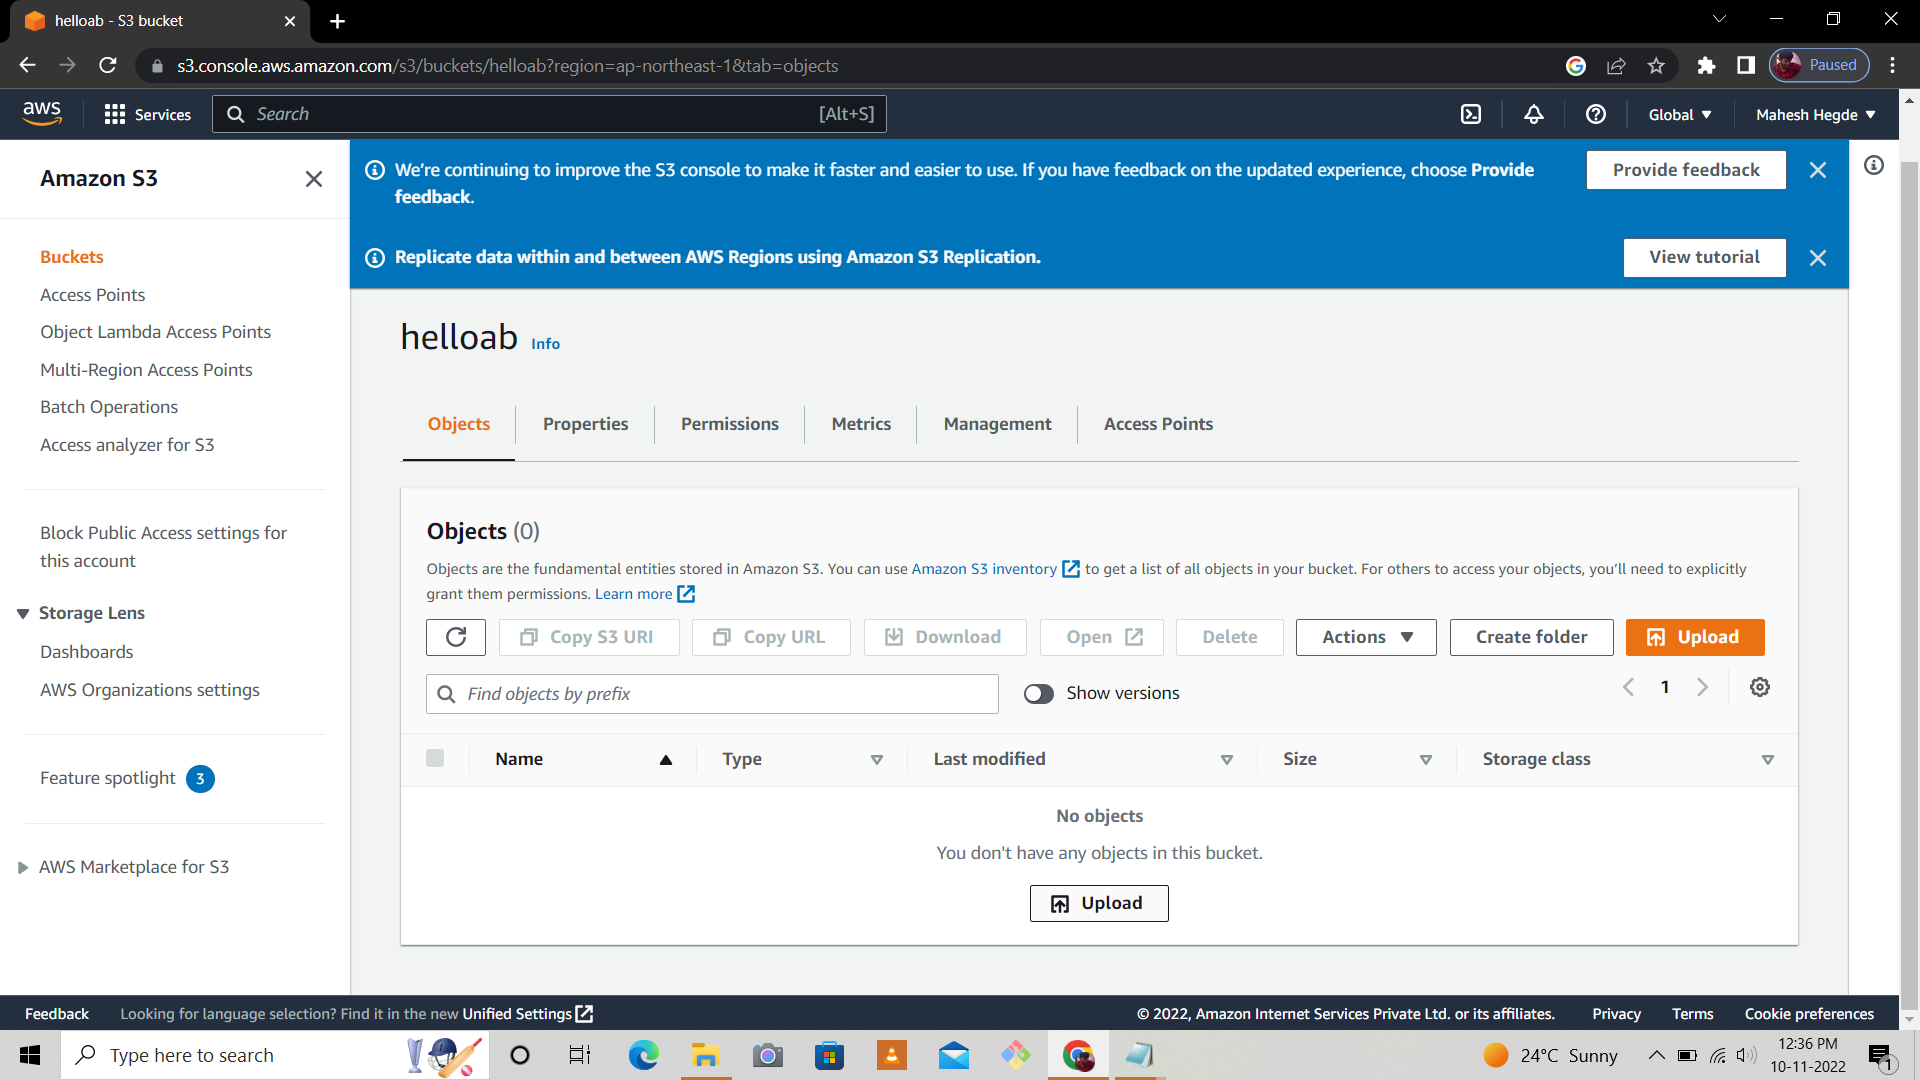 helloab - S3 bucket
s3.console.aws.amazon.com/s3/buckets/helloab?region=ap-northeast-1&tab=objects
Paused
aws
Services
Search
[Alt+S]
Global
Mahesh Hegde
Amazon S3
Buckets
Access Points
Object Lambda Access Points
Multi-Region Access Points
Batch Operations
Access analyzer for S3
Block Public Access settings for
this account
Storage Lens
Dashboards
AWS Organizations settings
Feature spotlight 3
AWS Marketplace for S3
We're continuing to improve the S3 console to make it faster and easier to use. If you have feedback on the updated experience, choose Provide
feedback.
Provide feedback
Replicate data within and between AWS Regions using Amazon S3 Replication.
View tutorial
helloab Info
Objects
Properties
Permissions
Metrics
Management
Access Points
Objects (0)
Objects are the fundamental entities stored in Amazon S3. You can use Amazon S3 inventory to get a list of all objects in your bucket. For others to access your objects, you'll need to explicitly
grant them permissions. Learn more
Copy S3 URI
Copy URL
Download
Open
Delete
Actions
Create folder
Upload
Find objects by prefix
Show versions
1
Name
Type
Last modified
Size
Storage class
No objects
You don't have any objects in this bucket.
Upload
Feedback
Looking for language selection? Find it in the new Unified Settings
© 2022, Amazon Internet Services Private Ltd. or its affiliates.
Privacy
Terms
Cookie preferences
Type here to search
24°C Sunny
12:36 PM
10-11-2022
1